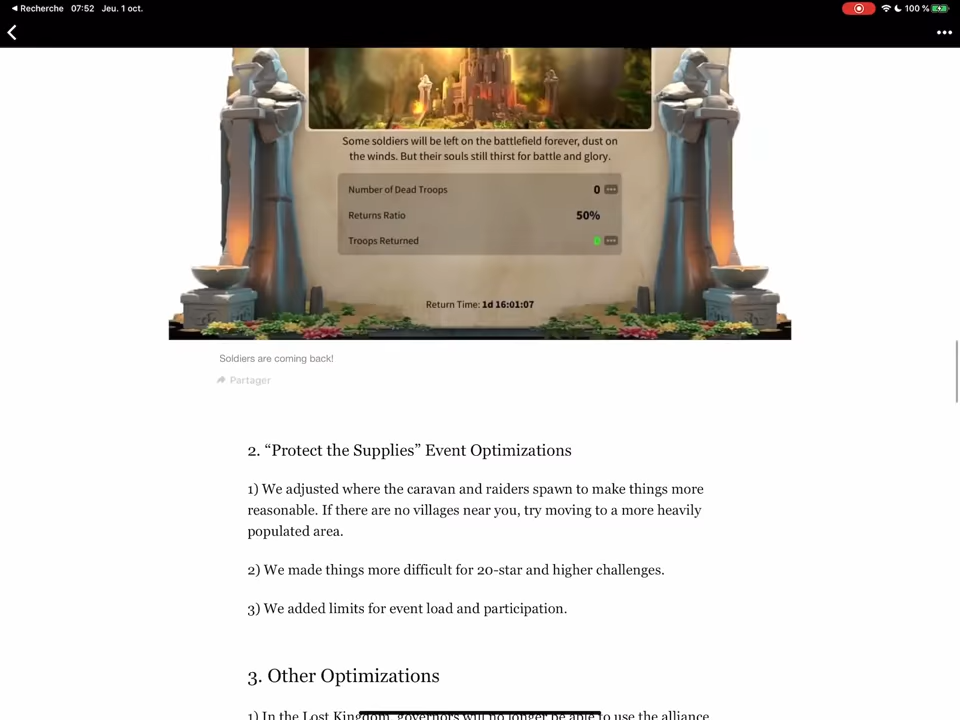 Recherche 07:52 Jeu. 1 oct. 100 %
Some soldiers will be left on the battlefield forever, dust on
the winds. But their souls still thirst for battle and glory.
Number of Dead Troops 0
Returns Ratio 50%
Troops Returned 0
Return Time: 1d 16:01:07
Soldiers are coming back!
Partager
2. “Protect the Supplies” Event Optimizations
1) We adjusted where the caravan and raiders spawn to make things more
reasonable. If there are no villages near you, try moving to a more heavily
populated area.
2) We made things more difficult for 20-star and higher challenges.
3) We added limits for event load and participation.
3. Other Optimizations
1) In the Lost Kingdom, governors will no longer be able to use the alliance